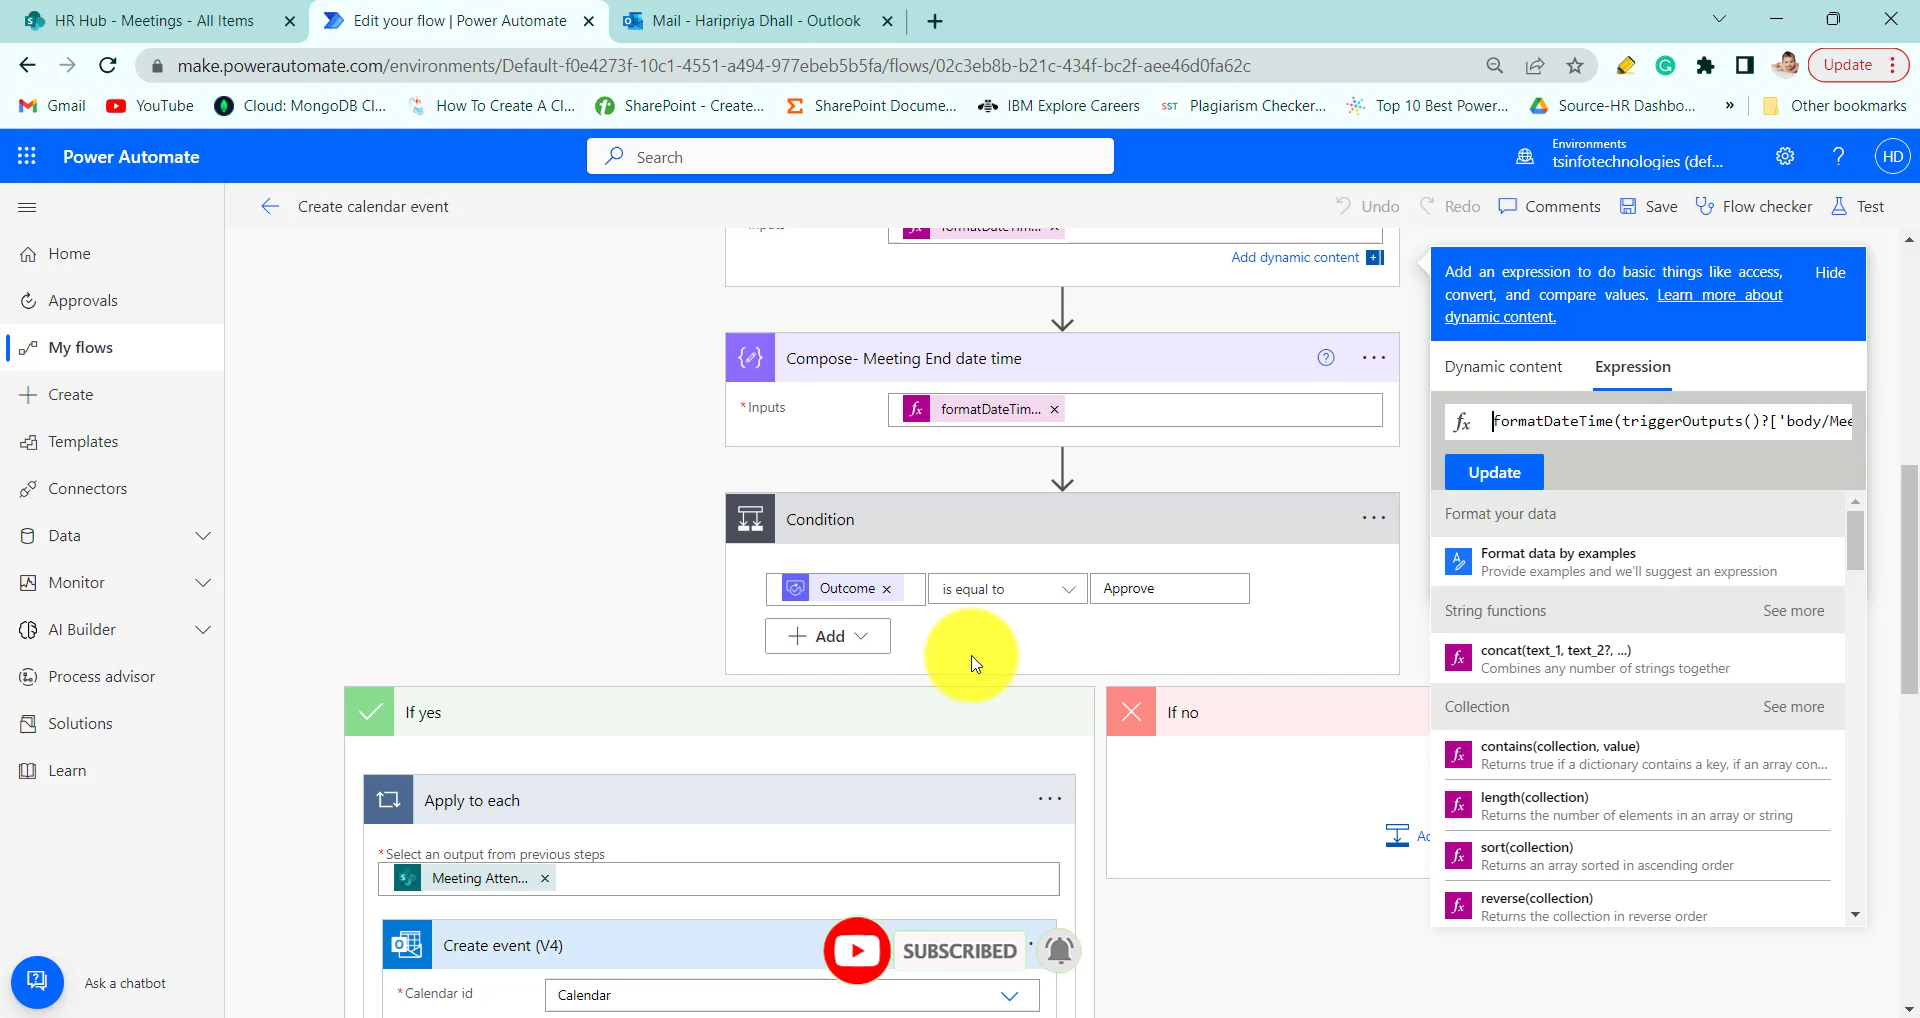 HR Hub - Meetings - All Items
Edit your flow | Power Automate
Mail - Haripriya Dhall - Outlook
make.powerautomate.com/environments/Default-f0e4273f-10c1-4551-a494-977ebeb5b5fa/flows/02c3eb8b-b21c-434f-bc2f-aee46d0fa62c
Update
Gmail
YouTube
Cloud: MongoDB Cl...
How To Create A Cl...
SharePoint - Create...
SharePoint Docume...
IBM Explore Careers
SST Plagiarism Checker...
Top 10 Best Power...
Source-HR Dashbo...
»
Other bookmarks
Power Automate
Search
Environments
tsinfotechnologies (def...
HD
Create calendar event
Undo
Redo
Comments
Save
Flow checker
Test
Home
Approvals
My flows
Create
Templates
Connectors
Data
Monitor
AI Builder
Process advisor
Solutions
Learn
Ask a chatbot
Add dynamic content
Compose- Meeting End date time
* Inputs
fx formatDateTim... ×
Condition
Outcome ×
is equal to
Approve
Add
If yes
If no
Apply to each
* Select an output from previous steps
Meeting Atten... ×
Create event (V4)
SUBSCRIBED
* Calendar id
Calendar
Add an expression to do basic things like access,
convert, and compare values. Learn more about
dynamic content.
Hide
Dynamic content
Expression
fx formatDateTime(triggerOutputs()?['body/Mee
Update
Format your data
Format data by examples
Provide examples and we'll suggest an expression
String functions
See more
fx concat(text_1, text_2?, ...)
Combines any number of strings together
Collection
See more
fx contains(collection, value)
Returns true if a dictionary contains a key, if an array con...
fx length(collection)
Returns the number of elements in an array or string
fx sort(collection)
Returns an array sorted in ascending order
fx reverse(collection)
Returns the collection in reverse order